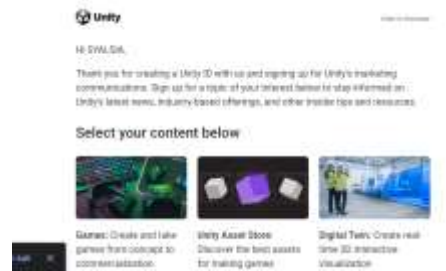 Unity
Thank you for creating a Unity ID with us and signing up for Unity's marketing
communications. Sign up for a topic of your interest below to stay informed on
Unity's latest news, industry-based offerings, and other insider tips and resources.
Select your content below
Games: Create and take
games from concept to
commercialization
Unity Asset Store
Discover the best assets
for making games
Digital Twin: Create real-
time 3D interactive
visualization